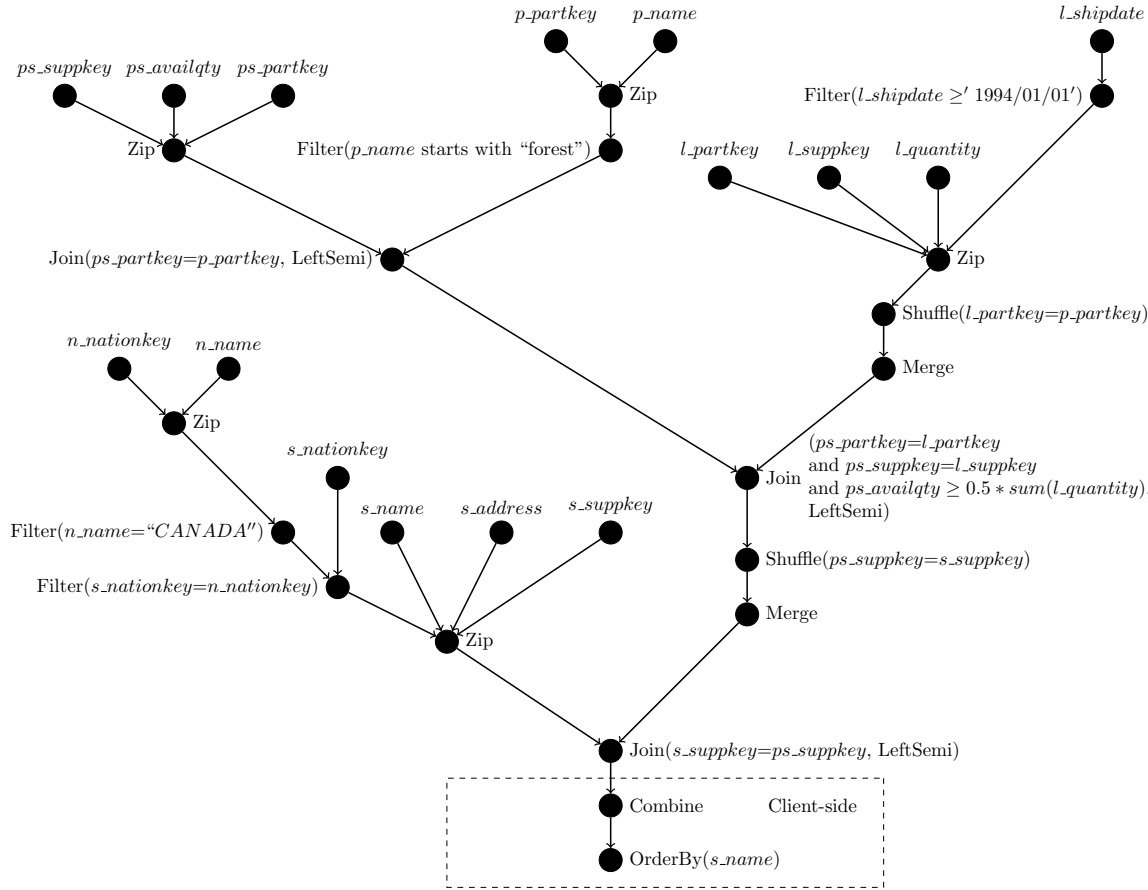 p_partkey
p_name
l_shipdate
ps_suppkey
ps_availqty
ps_partkey
Zip
Filter(l_shipdate ≥′ 1994/01/01′)
Zip
Filter(p_name starts with “forest”)
l_partkey
l_suppkey
l_quantity
Join(ps_partkey=p_partkey, LeftSemi)
Zip
Shuffle(l_partkey=p_partkey)
n_nationkey
n_name
Merge
Zip
s_nationkey
Join
(ps_partkey=l_partkey
and ps_suppkey=l_suppkey
and ps_availqty ≥ 0.5 * sum(l_quantity)
LeftSemi)
s_name
s_address
s_suppkey
Filter(n_name=“CANADA″)
Shuffle(ps_suppkey=s_suppkey)
Filter(s_nationkey=n_nationkey)
Merge
Zip
Join(s_suppkey=ps_suppkey, LeftSemi)
Combine
Client-side
OrderBy(s_name)